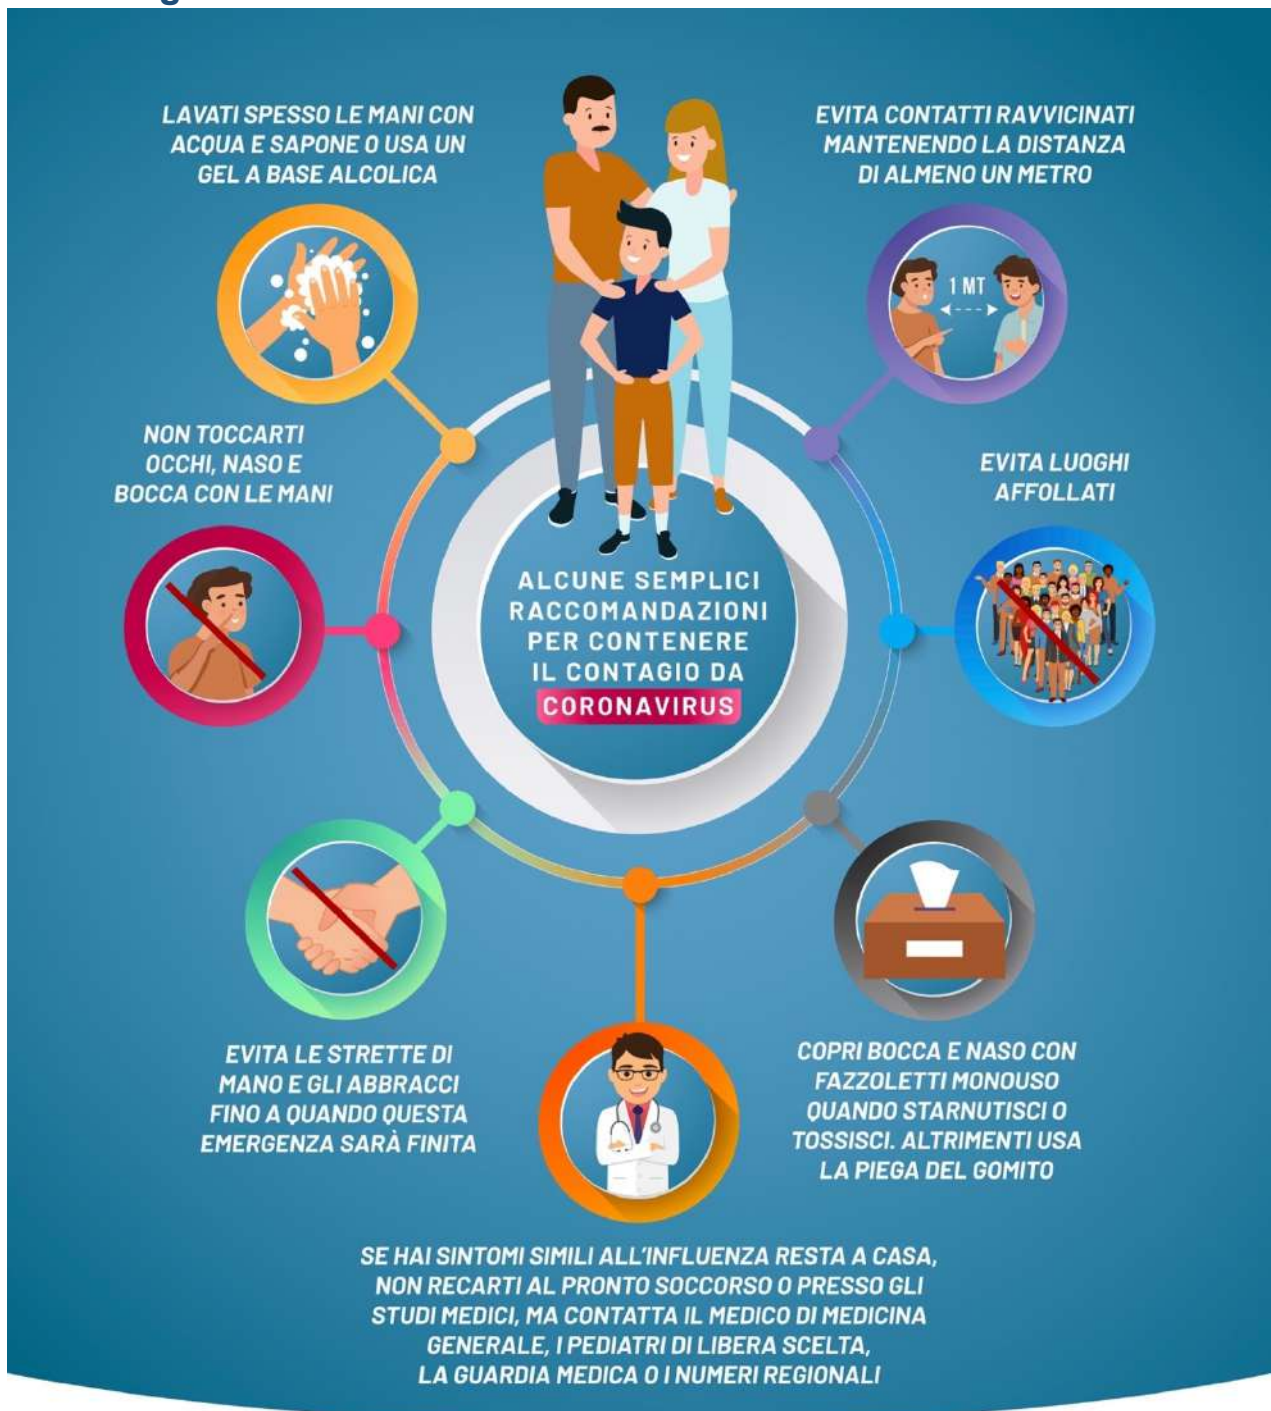 LAVATI SPESSO LE MANI CON
ACQUA E SAPONE O USA UN
GEL A BASE ALCOLICA
EVITA CONTATTI RAVVICINATI
MANTENENDO LA DISTANZA
DI ALMENO UN METRO
1 MT
NON TOCCARTI
OCCHI, NASO E
BOCCA CON LE MANI
EVITA LUOGHI
AFFOLLATI
ALCUNE SEMPLICI
RACCOMANDAZIONI
PER CONTENERE
IL CONTAGIO DA
CORONAVIRUS
EVITA LE STRETTE DI
MANO E GLI ABBRACCI
FINO A QUANDO QUESTA
EMERGENZA SARÀ FINITA
COPRI BOCCA E NASO CON
FAZZOLETTI MONOUSO
QUANDO STARNUTISCI O
TOSSISCI. ALTRIMENTI USA
LA PIEGA DEL GOMITO
SE HAI SINTOMI SIMILI ALL'INFLUENZA RESTA A CASA,
NON RECARTI AL PRONTO SOCCORSO O PRESSO GLI
STUDI MEDICI, MA CONTATTA IL MEDICO DI MEDICINA
GENERALE, I PEDIATRI DI LIBERA SCELTA,
LA GUARDIA MEDICA O I NUMERI REGIONALI